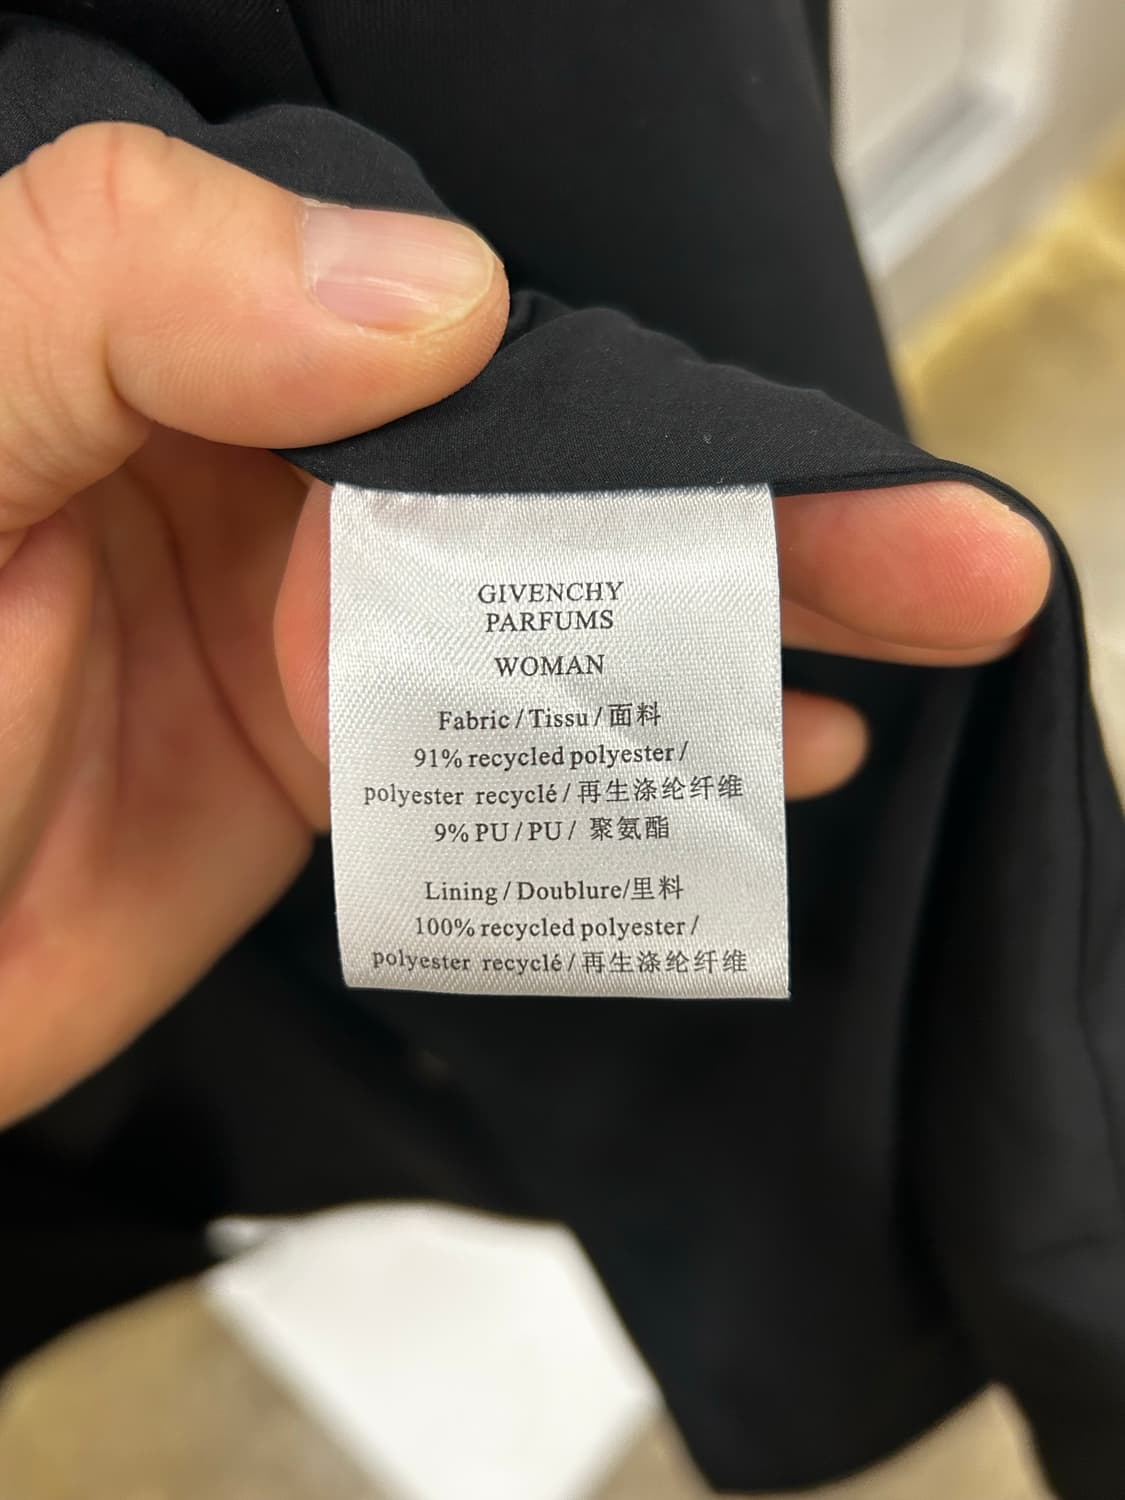 GIVENCHY
PARFUMS
WOMAN
Fabric/Tissu/面料
91% recycled polyester/
polyester recyclé/再生涤纶纤维
9% PU/PU/ 聚氨酯
Lining/Doublure/里料
100% recycled polyester/
polyester recyclé/再生涤纶纤维